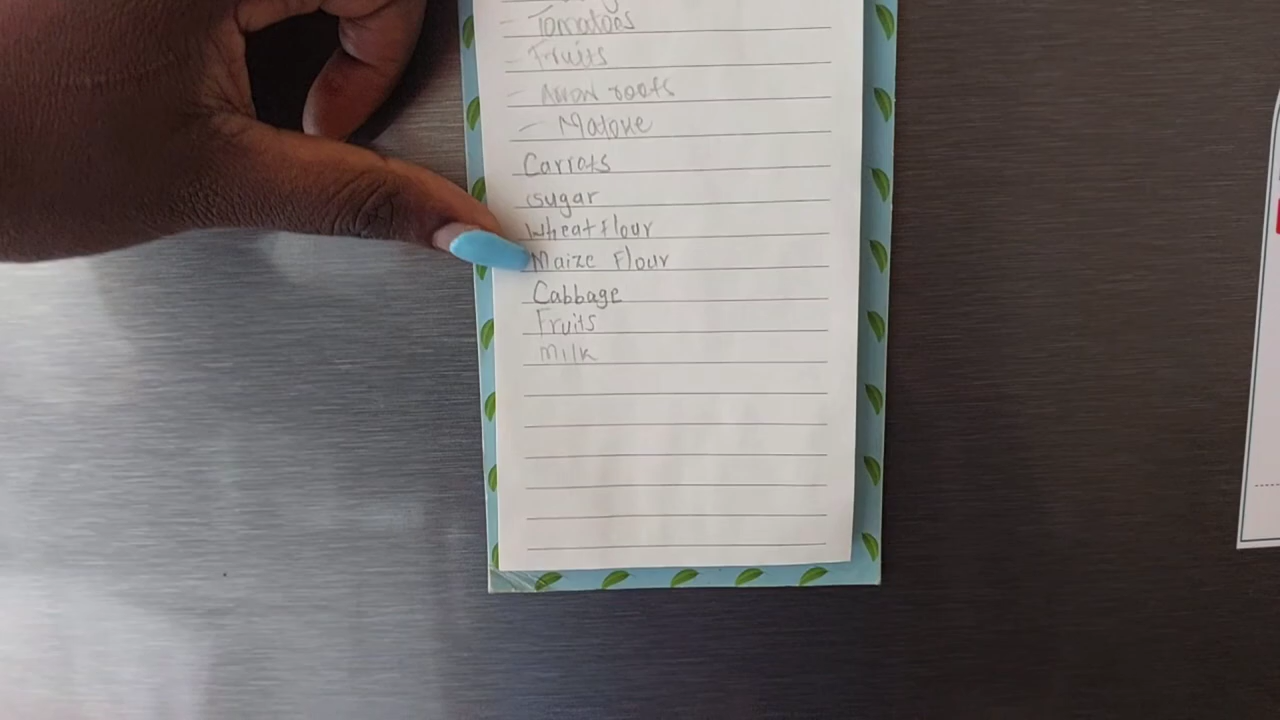 - Tomatoes
- Fruits
- Arrow roots
- Matoke
Carrots
sugar
Wheat flour
Maize Flour
Cabbage
Fruits
Milk